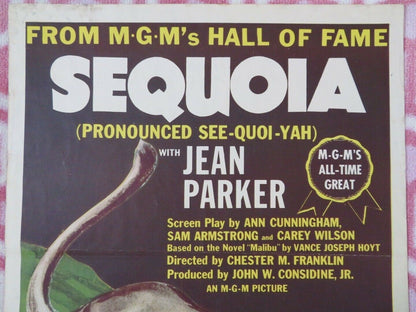 FROM M·G·M's HALL OF FAME
SEQUOIA
(PRONOUNCED SEE-QUOI-YAH)
WITH JEAN
PARKER
M-G-M'S
ALL-TIME
GREAT
Screen Play by ANN CUNNINGHAM,
SAM ARMSTRONG and CAREY WILSON
Based on the Novel "Malibu" by VANCE JOSEPH HOYT
Directed by CHESTER M. FRANKLIN
Produced by JOHN W. CONSIDINE, JR.
AN M-G-M PICTURE